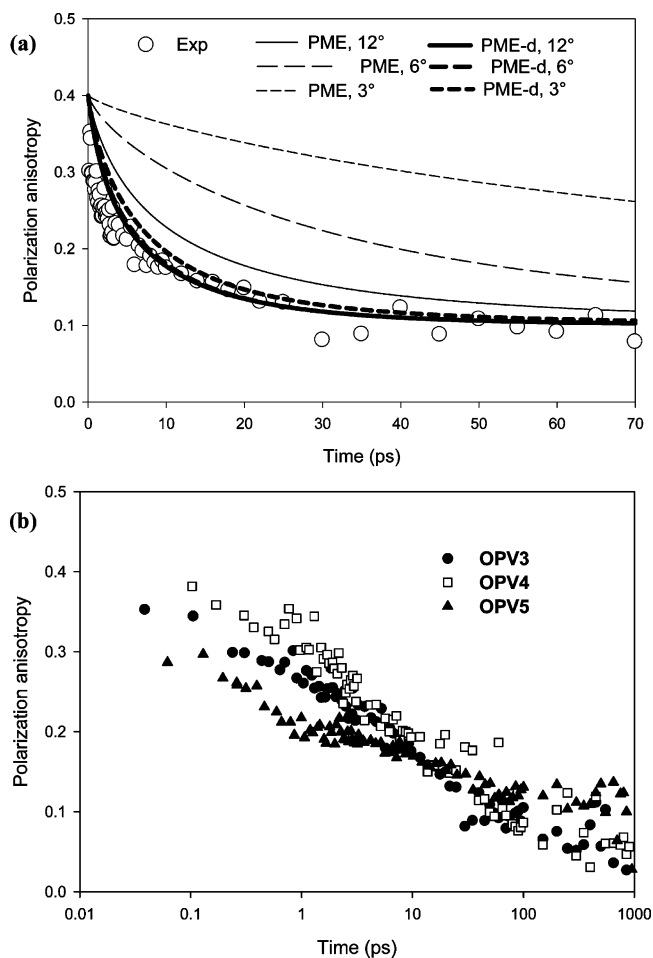 (a)
Exp
PME, 12°
PME, 6°
PME, 3°
PME-d, 12°
PME-d, 6°
PME-d, 3°
Polarization anisotropy
0.5
0.4
0.3
0.2
0.1
0.0
0 10 20 30 40 50 60 70
Time (ps)
(b)
OPV3
OPV4
OPV5
Polarization anisotropy
0.5
0.4
0.3
0.2
0.1
0.0
0.01 0.1 1 10 100 1000
Time (ps)